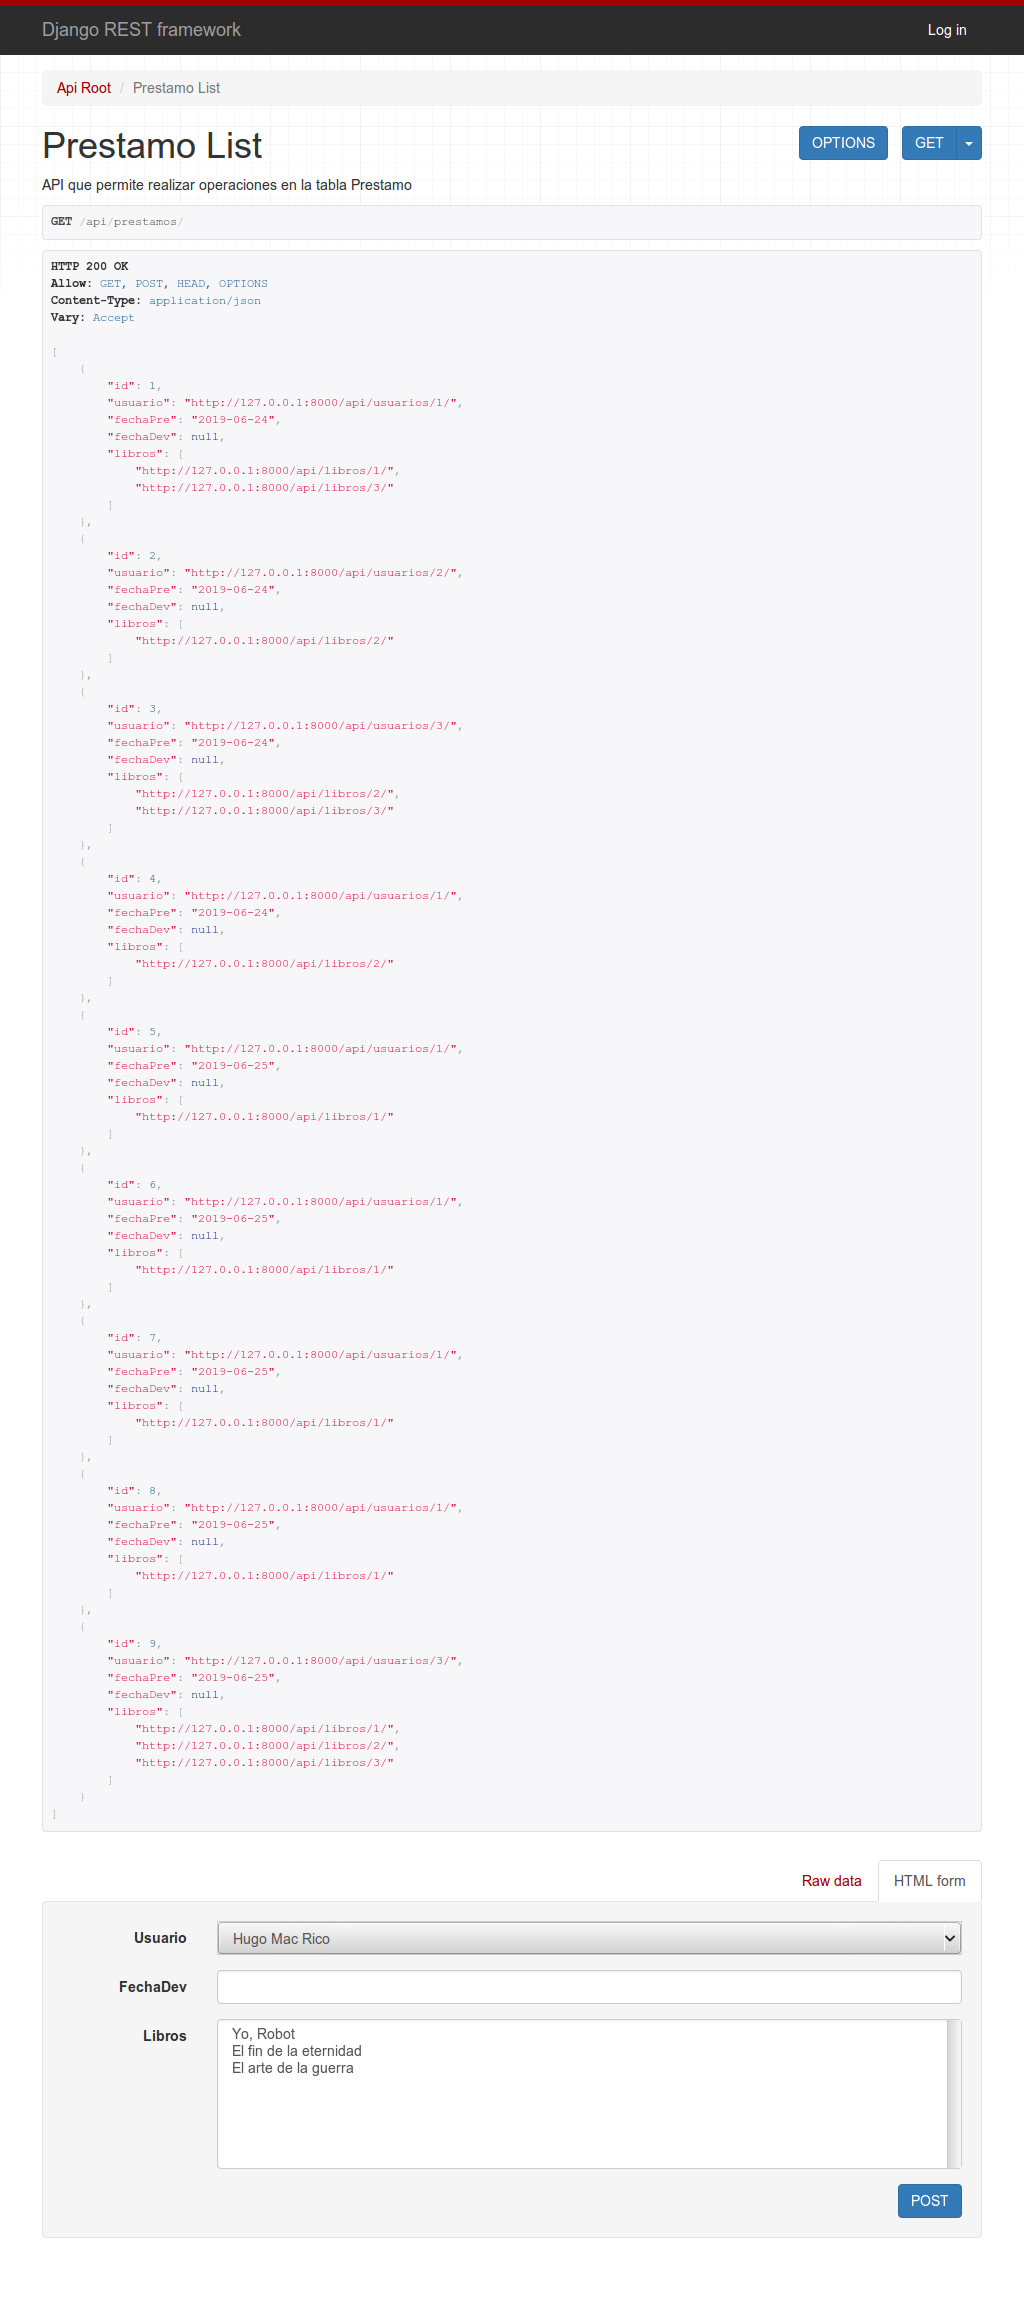 Django REST framework
Log in
Api Root / Prestamo List
Prestamo List
OPTIONS
GET
API que permite realizar operaciones en la tabla Prestamo
GET /api/prestamos/
HTTP 200 OK
Allow: GET, POST, HEAD, OPTIONS
Content-Type: application/json
Vary: Accept
[
    {
        "id": 1,
        "usuario": "http://127.0.0.1:8000/api/usuarios/1/",
        "fechaPre": "2019-06-24",
        "fechaDev": null,
        "libros": [
            "http://127.0.0.1:8000/api/libros/1/",
            "http://127.0.0.1:8000/api/libros/3/"
        ]
    },
    {
        "id": 2,
        "usuario": "http://127.0.0.1:8000/api/usuarios/2/",
        "fechaPre": "2019-06-24",
        "fechaDev": null,
        "libros": [
            "http://127.0.0.1:8000/api/libros/2/"
        ]
    },
    {
        "id": 3,
        "usuario": "http://127.0.0.1:8000/api/usuarios/3/",
        "fechaPre": "2019-06-24",
        "fechaDev": null,
        "libros": [
            "http://127.0.0.1:8000/api/libros/2/",
            "http://127.0.0.1:8000/api/libros/3/"
        ]
    },
    {
        "id": 4,
        "usuario": "http://127.0.0.1:8000/api/usuarios/1/",
        "fechaPre": "2019-06-24",
        "fechaDev": null,
        "libros": [
            "http://127.0.0.1:8000/api/libros/2/"
        ]
    },
    {
        "id": 5,
        "usuario": "http://127.0.0.1:8000/api/usuarios/1/",
        "fechaPre": "2019-06-25",
        "fechaDev": null,
        "libros": [
            "http://127.0.0.1:8000/api/libros/1/"
        ]
    },
    {
        "id": 6,
        "usuario": "http://127.0.0.1:8000/api/usuarios/1/",
        "fechaPre": "2019-06-25",
        "fechaDev": null,
        "libros": [
            "http://127.0.0.1:8000/api/libros/1/"
        ]
    },
    {
        "id": 7,
        "usuario": "http://127.0.0.1:8000/api/usuarios/1/",
        "fechaPre": "2019-06-25",
        "fechaDev": null,
        "libros": [
            "http://127.0.0.1:8000/api/libros/1/"
        ]
    },
    {
        "id": 8,
        "usuario": "http://127.0.0.1:8000/api/usuarios/1/",
        "fechaPre": "2019-06-25",
        "fechaDev": null,
        "libros": [
            "http://127.0.0.1:8000/api/libros/1/"
        ]
    },
    {
        "id": 9,
        "usuario": "http://127.0.0.1:8000/api/usuarios/3/",
        "fechaPre": "2019-06-25",
        "fechaDev": null,
        "libros": [
            "http://127.0.0.1:8000/api/libros/1/",
            "http://127.0.0.1:8000/api/libros/2/",
            "http://127.0.0.1:8000/api/libros/3/"
        ]
    }
]
Raw data
HTML form
Usuario
Hugo Mac Rico
FechaDev
Libros
Yo, Robot
El fin de la eternidad
El arte de la guerra
POST